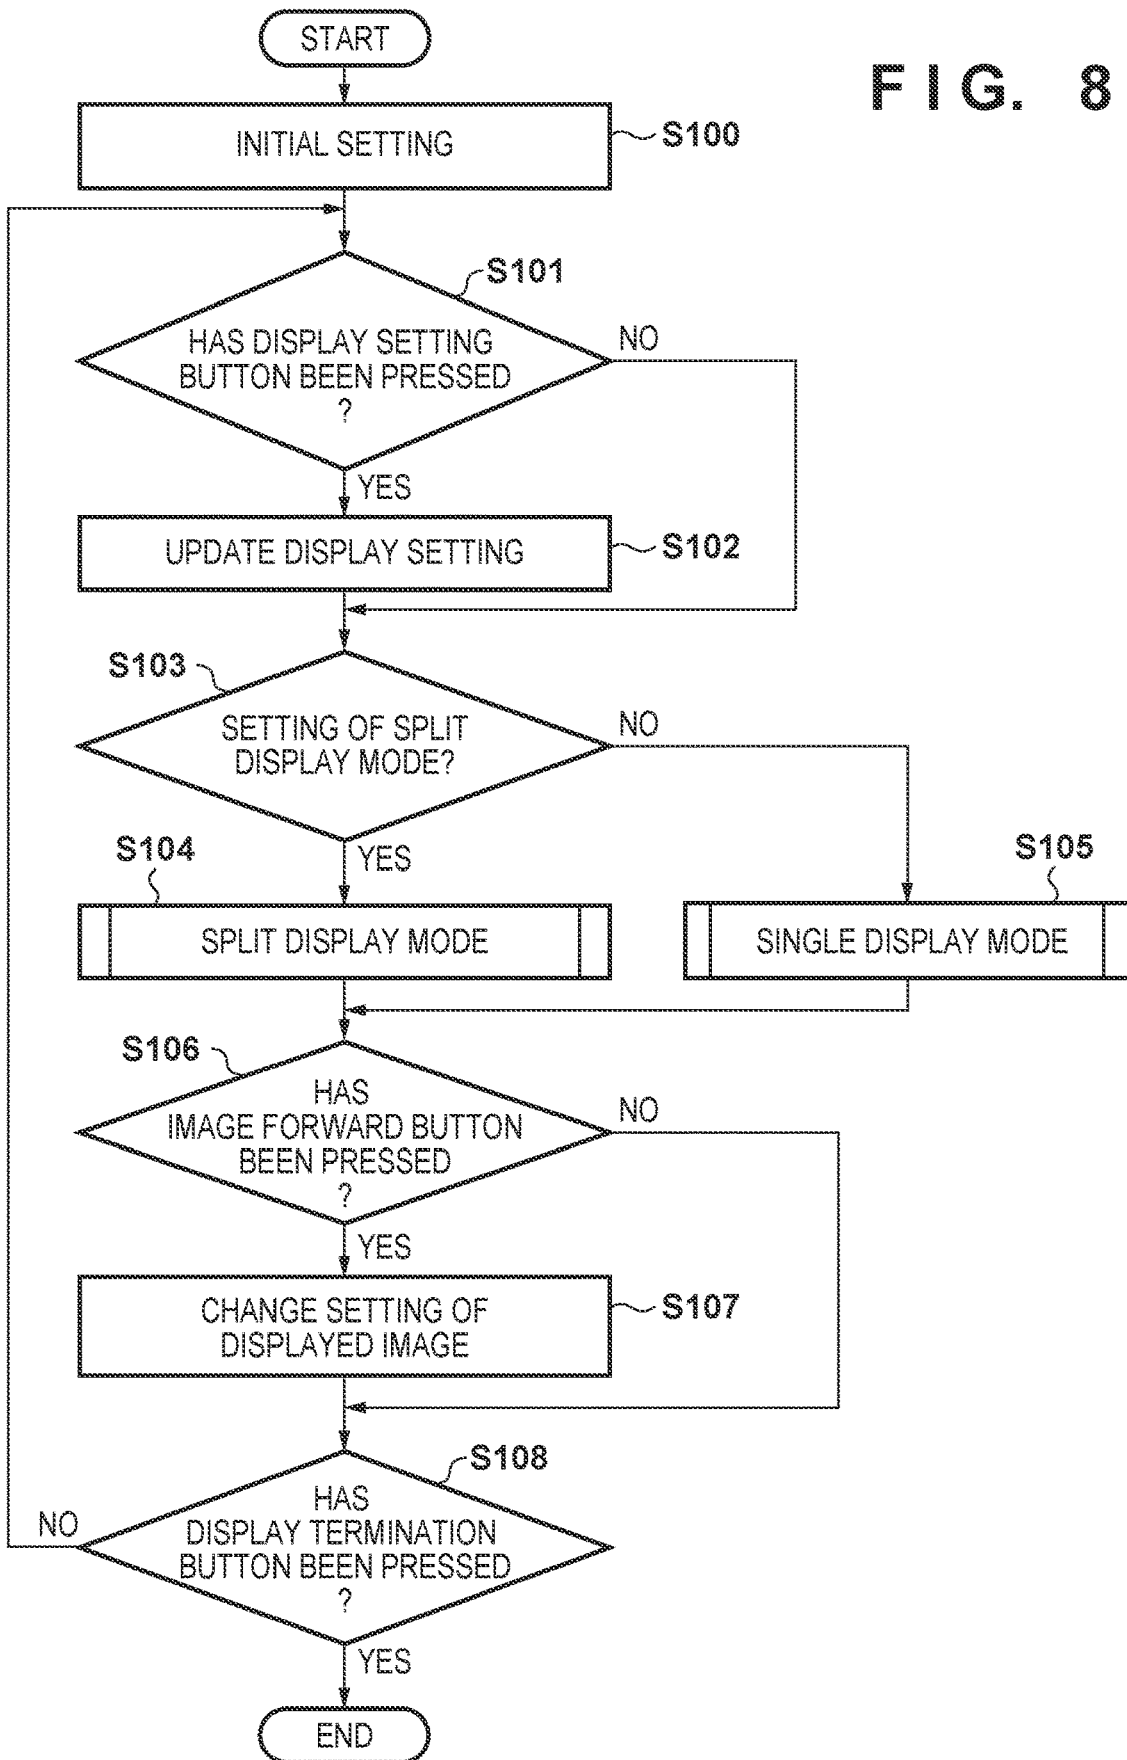 START
FIG. 8
INITIAL SETTING
S100
S101
HAS DISPLAY SETTING
BUTTON BEEN PRESSED
?
NO
YES
UPDATE DISPLAY SETTING
S102
S103
SETTING OF SPLIT
DISPLAY MODE?
NO
YES
S104
SPLIT DISPLAY MODE
S105
SINGLE DISPLAY MODE
S106
HAS
IMAGE FORWARD BUTTON
BEEN PRESSED
?
NO
YES
CHANGE SETTING OF
DISPLAYED IMAGE
S107
S108
HAS
DISPLAY TERMINATION
BUTTON BEEN PRESSED
?
NO
YES
END